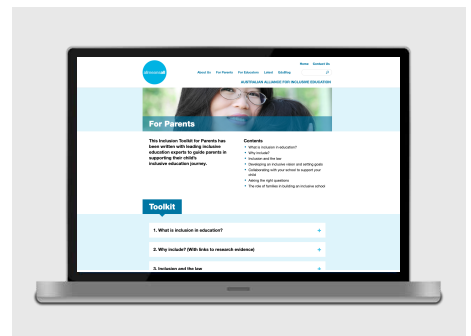 Home Contact Us
allmeansall
About Us For Parents For Education Latest EduBlog
AUSTRALIAN ALLIANCE FOR INCLUSIVE EDUCATION
For Parents
This Inclusion Toolkit for Parents has
been written with leading inclusive
education experts to guide parents in
supporting their child's
inclusive education journey.
Contents
• What is inclusion in education?
• Why include?
• Inclusion and the law
• Developing an inclusive vision and setting goals
• Collaborating with your school to support your
child
• Asking the right questions
• The role of families in building an inclusive school
Toolkit
1. What is inclusion in education? +
2. Why include? (With links to research evidence) +
3. Inclusion and the law +